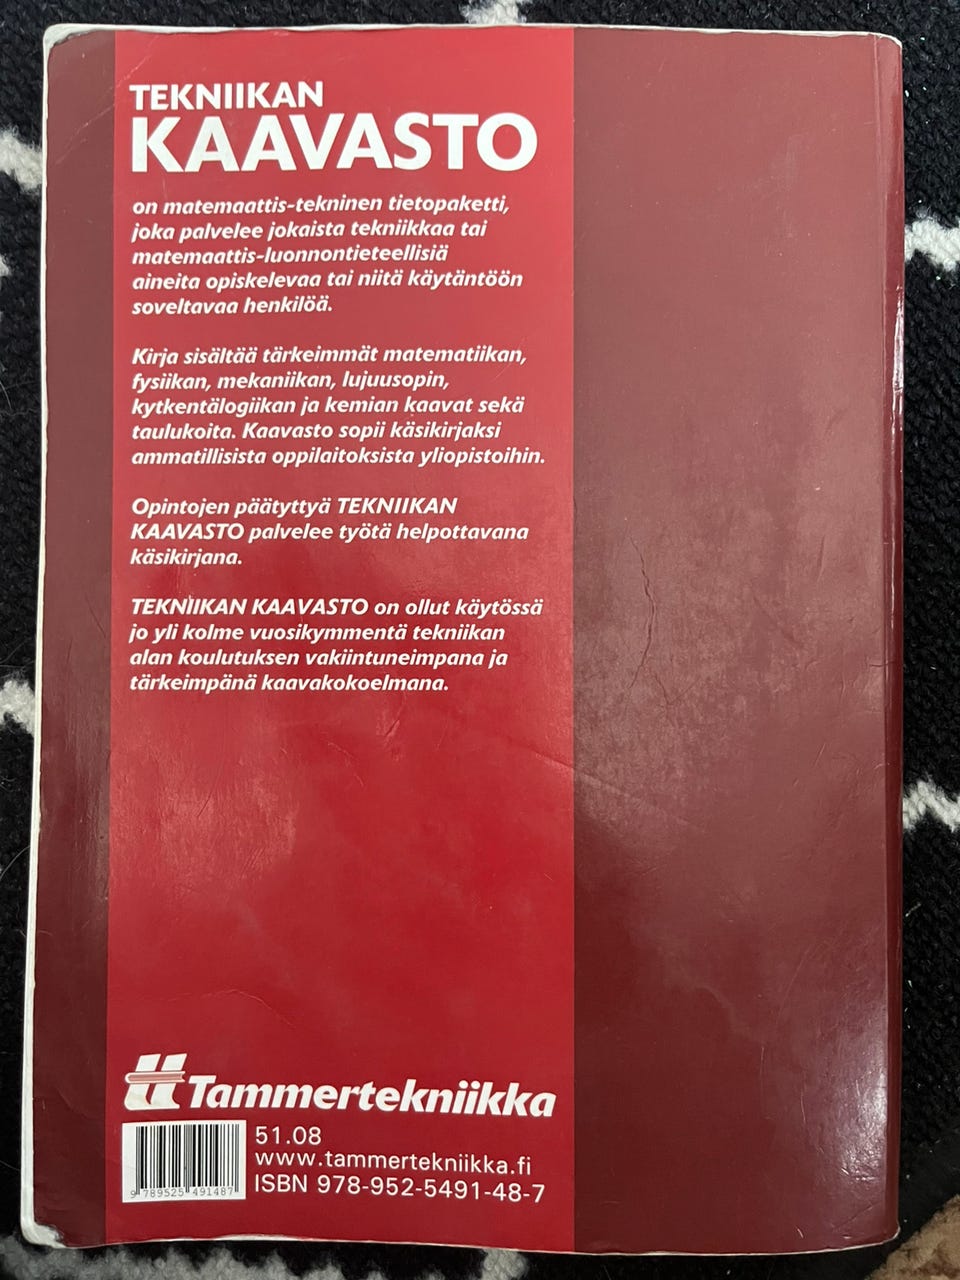 TEKNIIKAN
KAAVASTO
on matemaattis-tekninen tietopaketti,
joka palvelee jokaista tekniikkaa tai
matemaattis-luonnontieteellisiä
aineita opiskelevaa tai niitä käytäntöön
soveltavaa henkilöä.
Kirja sisältää tärkeimmät matematiikan,
fysiikan, mekaniikan, lujuusopin,
kytkentälogiikan ja kemian kaavat sekä
taulukoita. Kaavasto sopii käsikirjaksi
ammatillisista oppilaitoksista yliopistoihin.
Opintojen päätyttyä TEKNIIKAN
KAAVASTO palvelee työtä helpottavana
käsikirjana.
TEKNIIKAN KAAVASTO on ollut käytössä
jo yli kolme vuosikymmentä tekniikan
alan koulutuksen vakiintuneimpana ja
tärkeimpänä kaavakokoelmana.
Tammertekniikka
51.08
www.tammertekniikka.fi
ISBN 978-952-5491-48-7
9 789525 491487